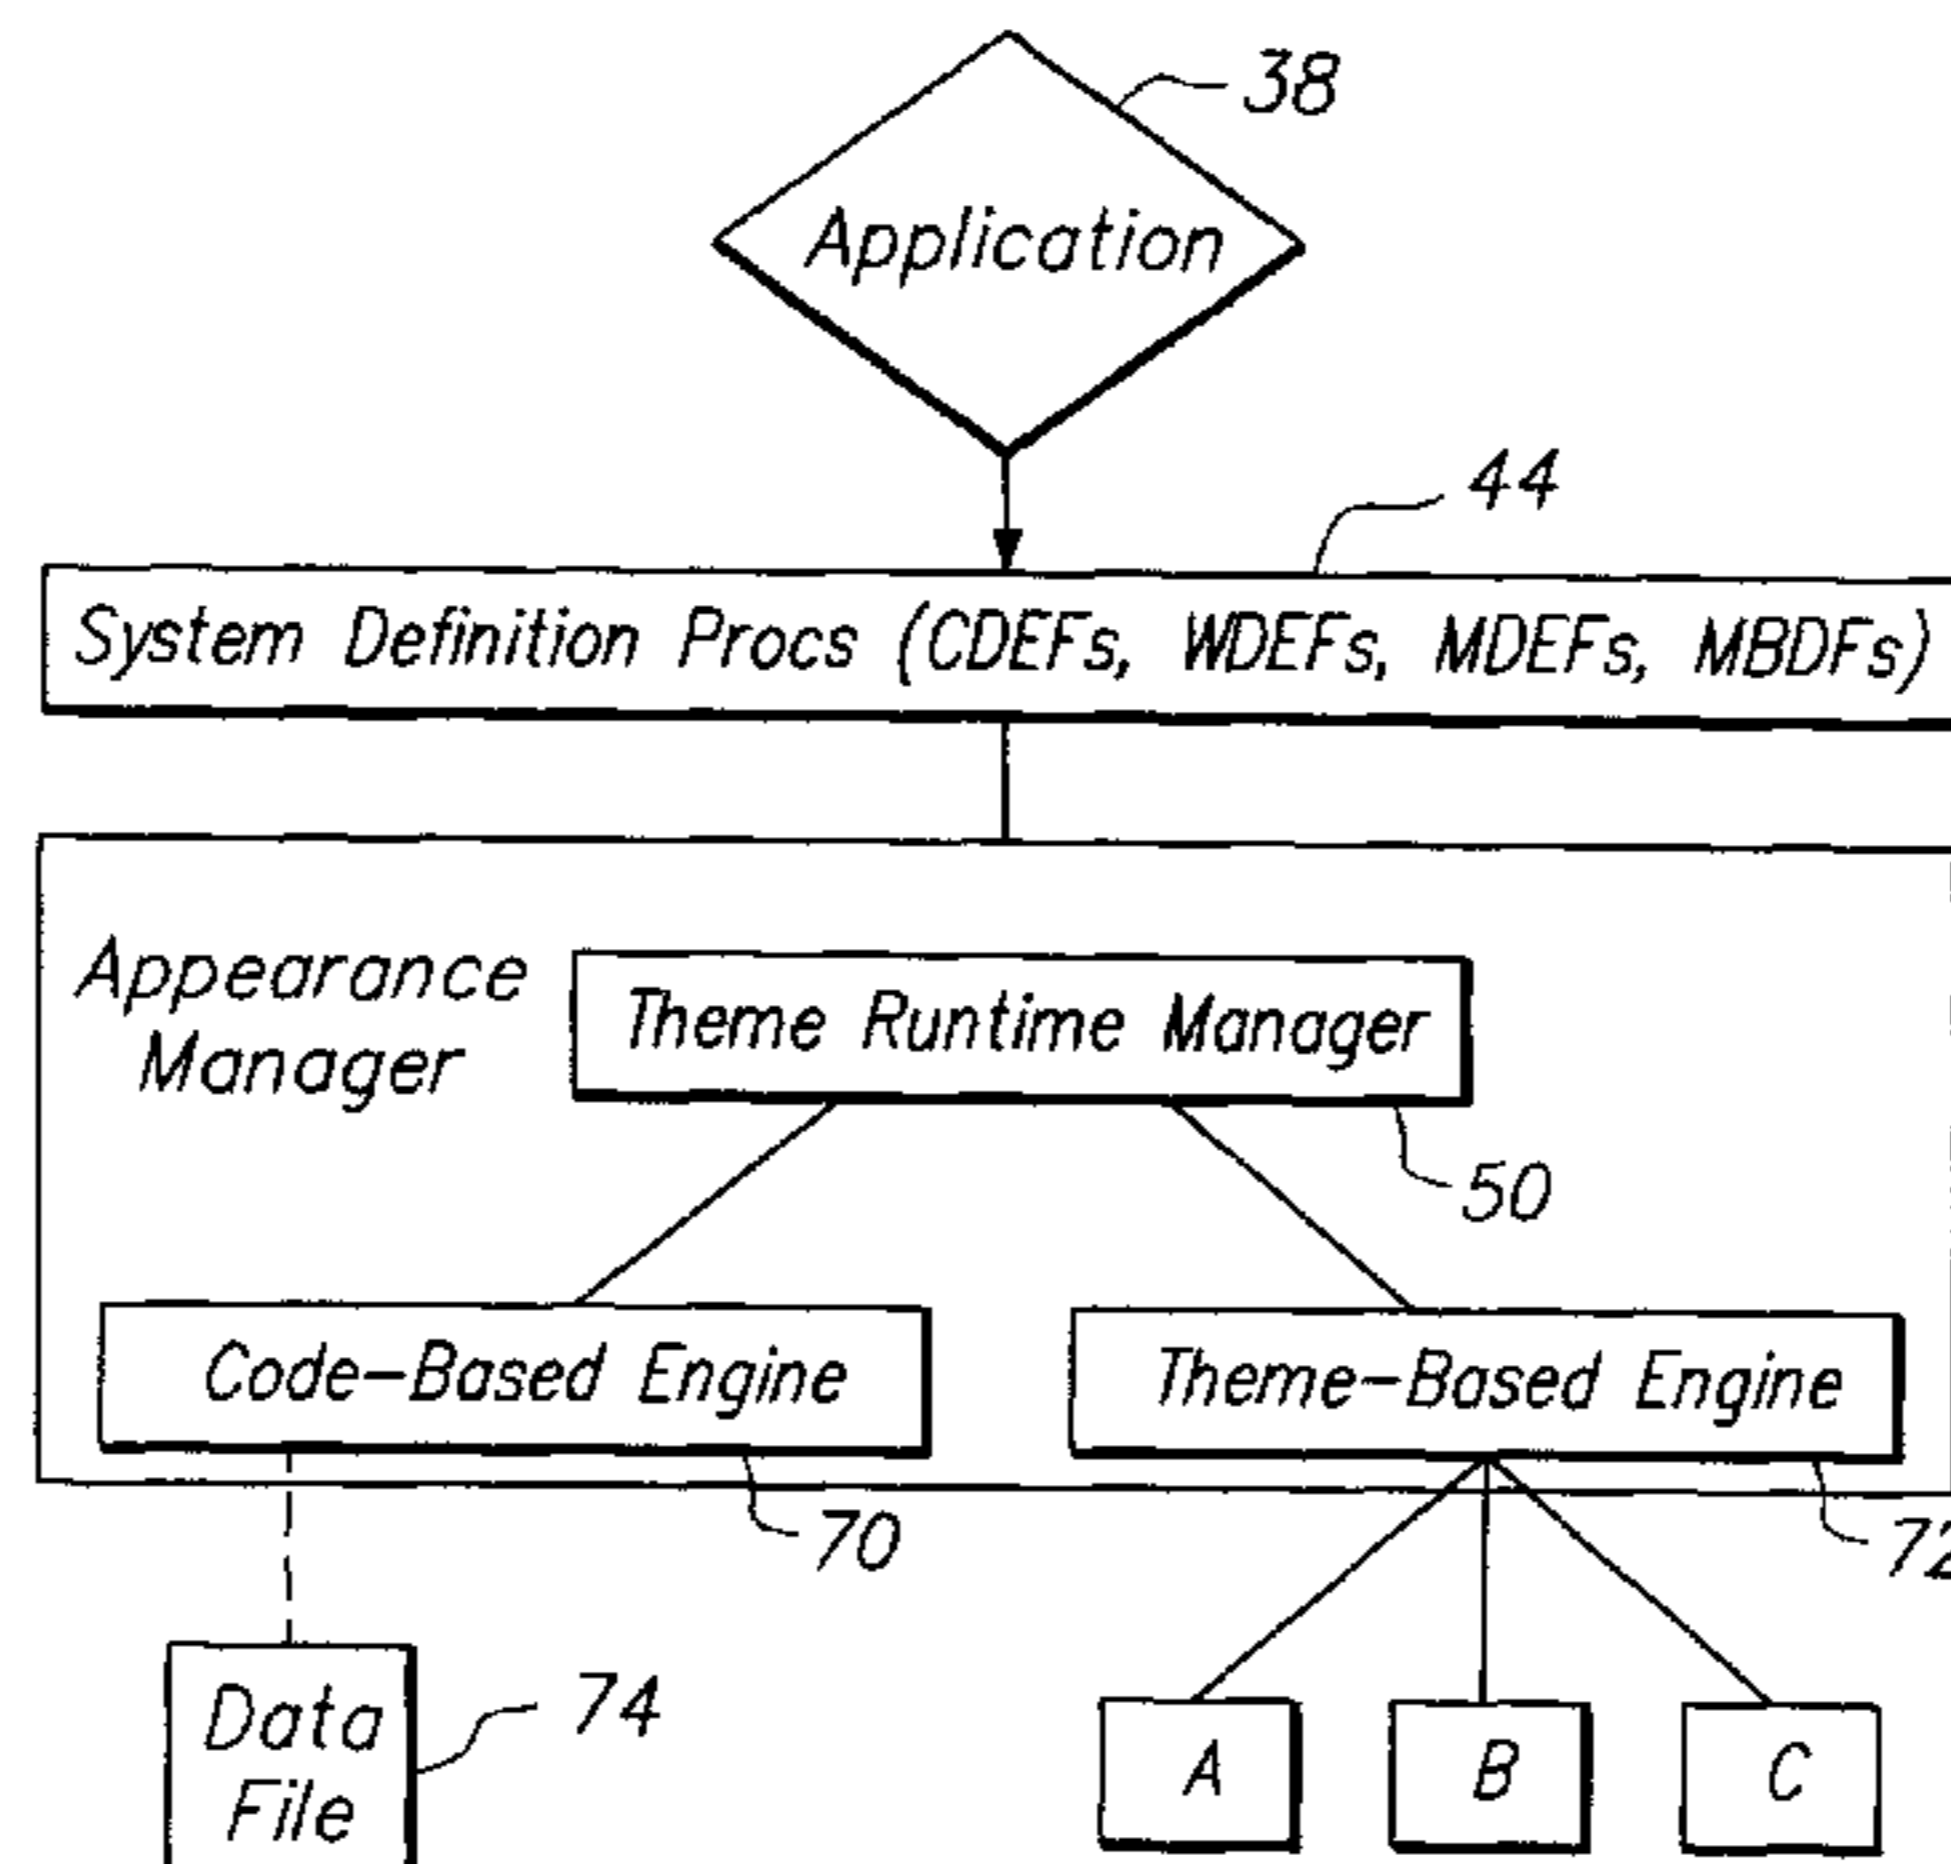 38
Application
44
System Definition Procs (CDEFs, WDEFs, MDEFs, MBDFs)
Appearance
Manager
Theme Runtime Manager
50
Code-Based Engine
Theme-Based Engine
70
72
Data
File
74
A
B
C